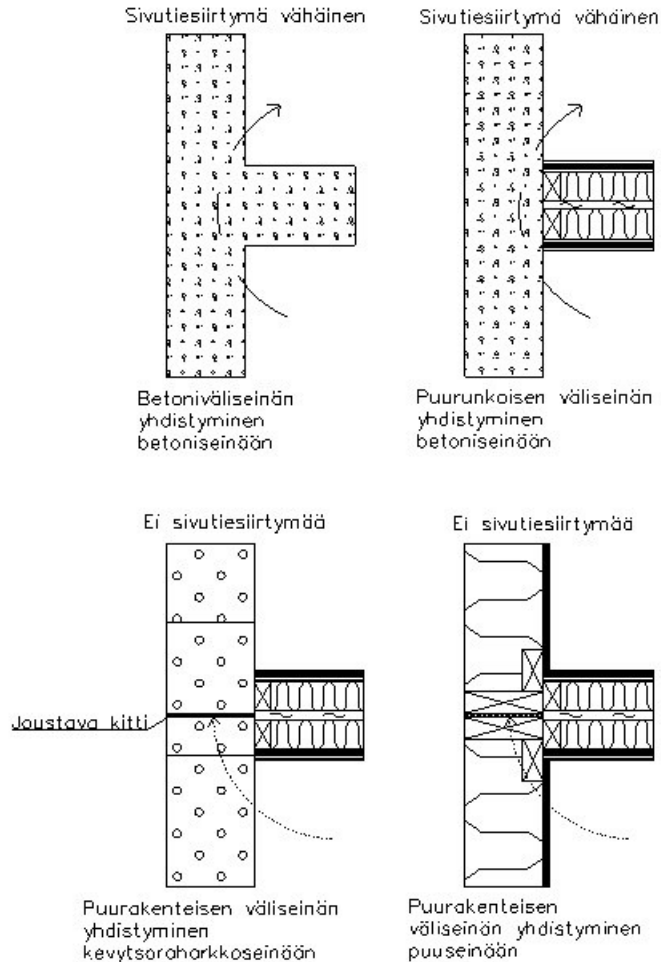 Sivutiesiirtymä vähäinen
Betoniväliseinän
yhdistyminen
betoniseinään
Sivutiesiirtymä vähäinen
Puurunkoisen väliseinän
yhdistyminen
betoniseinään
Ei sivutiesiirtymää
Joustava kitti
Puurakenteisen väliseinän
yhdistyminen
kevytsoraharkkoseinään
Ei sivutiesiirtymää
Puurakenteisen
väliseinän yhdistyminen
puuseinään